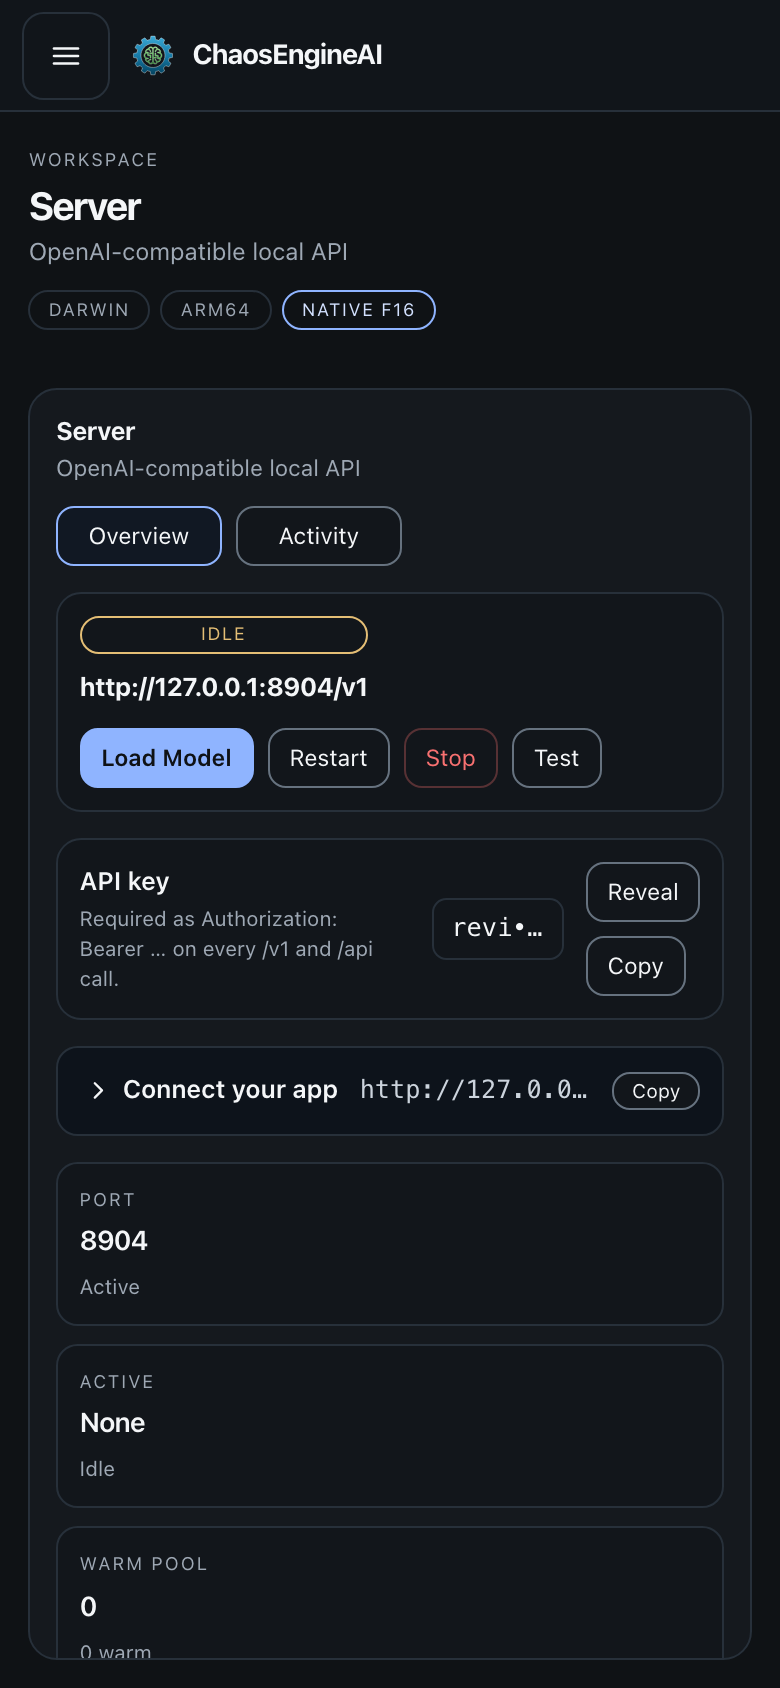 ChaosEngineAI
WORKSPACE
Server
OpenAI-compatible local API
DARWIN
ARM64
NATIVE F16
Server
OpenAI-compatible local API
Overview
Activity
IDLE
http://127.0.0.1:8904/v1
Load Model
Restart
Stop
Test
API key
Required as Authorization:
Bearer … on every /v1 and /api
call.
revi•…
Reveal
Copy
Connect your app
http://127.0.0…
Copy
PORT
8904
Active
ACTIVE
None
Idle
WARM POOL
0
0 warm